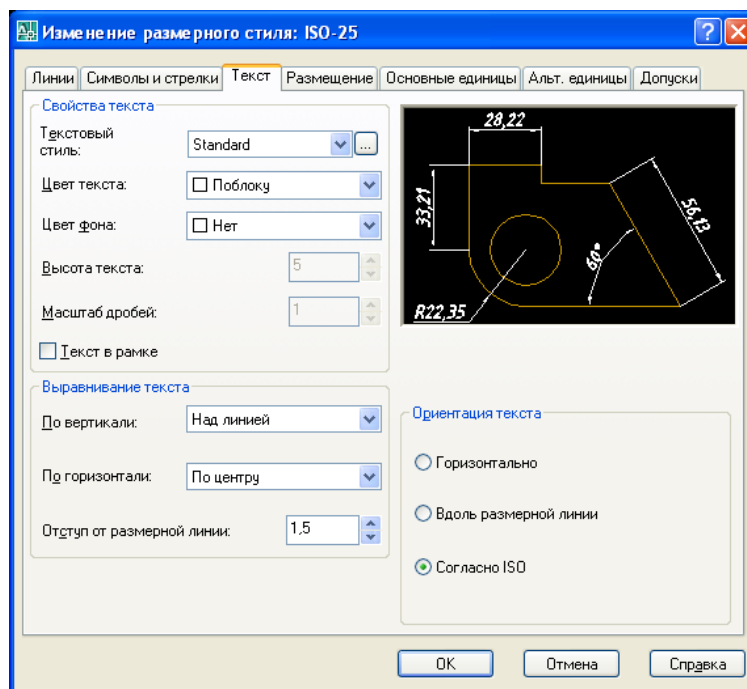 Изменение размерного стиля: ISO-25
Линии Символы и стрелки Текст Размещение Основные единицы Альт. единицы Допуски
Свойства текста
Текстовый
стиль:
Standard
...
Цвет текста:
Поблоку
Цвет фона:
Нет
Высота текста:
5
Масштаб дробей:
1
Текст в рамке
28,22
33,21
56,13
60°
R22,35
Выравнивание текста
По вертикали:
Над линией
По горизонтали:
По центру
Отступ от размерной линии:
1,5
Ориентация текста
Горизонтально
Вдоль размерной линии
Согласно ISO
OK
Отмена
Справка